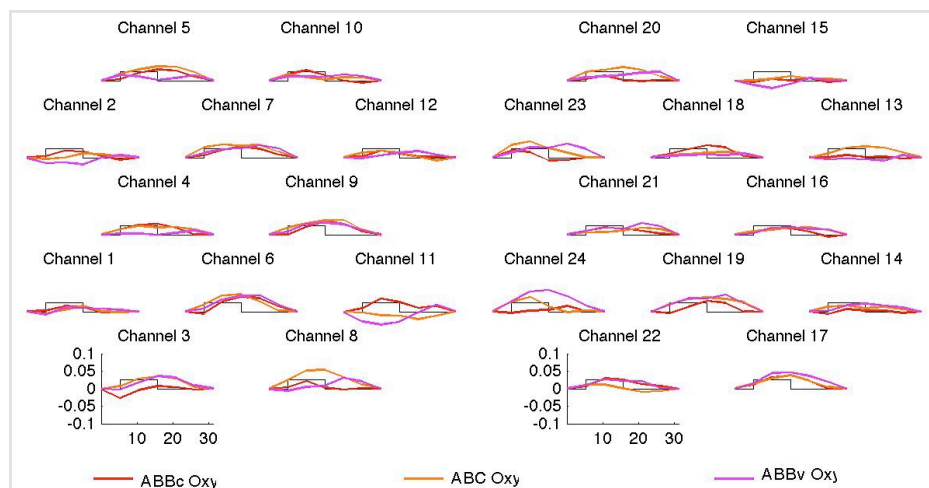 Channel 5 Channel 10 Channel 20 Channel 15
Channel 2 Channel 7 Channel 12 Channel 23 Channel 18 Channel 13
Channel 4 Channel 9 Channel 21 Channel 16
Channel 1 Channel 6 Channel 11 Channel 24 Channel 19 Channel 14
Channel 3 Channel 8 Channel 22 Channel 17
0.1 0.1
0.05 0.05
0 0
-0.05 -0.05
-0.1 -0.1
10 20 30 10 20 30
ABBc Oxy ABC Oxy ABBv Oxy